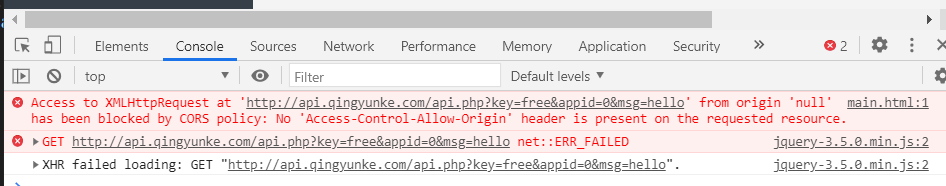 Elements Console Sources Network Performance Memory Application Security » 2
top Filter Default levels ▼
Access to XMLHttpRequest at 'http://api.qingyunke.com/api.php?key=free&appid=0&msg=hello' from origin 'null' main.html:1
has been blocked by CORS policy: No 'Access-Control-Allow-Origin' header is present on the requested resource.
GET http://api.qingyunke.com/api.php?key=free&appid=0&msg=hello net::ERR_FAILED jquery-3.5.0.min.js:2
XHR failed loading: GET "http://api.qingyunke.com/api.php?key=free&appid=0&msg=hello". jquery-3.5.0.min.js:2